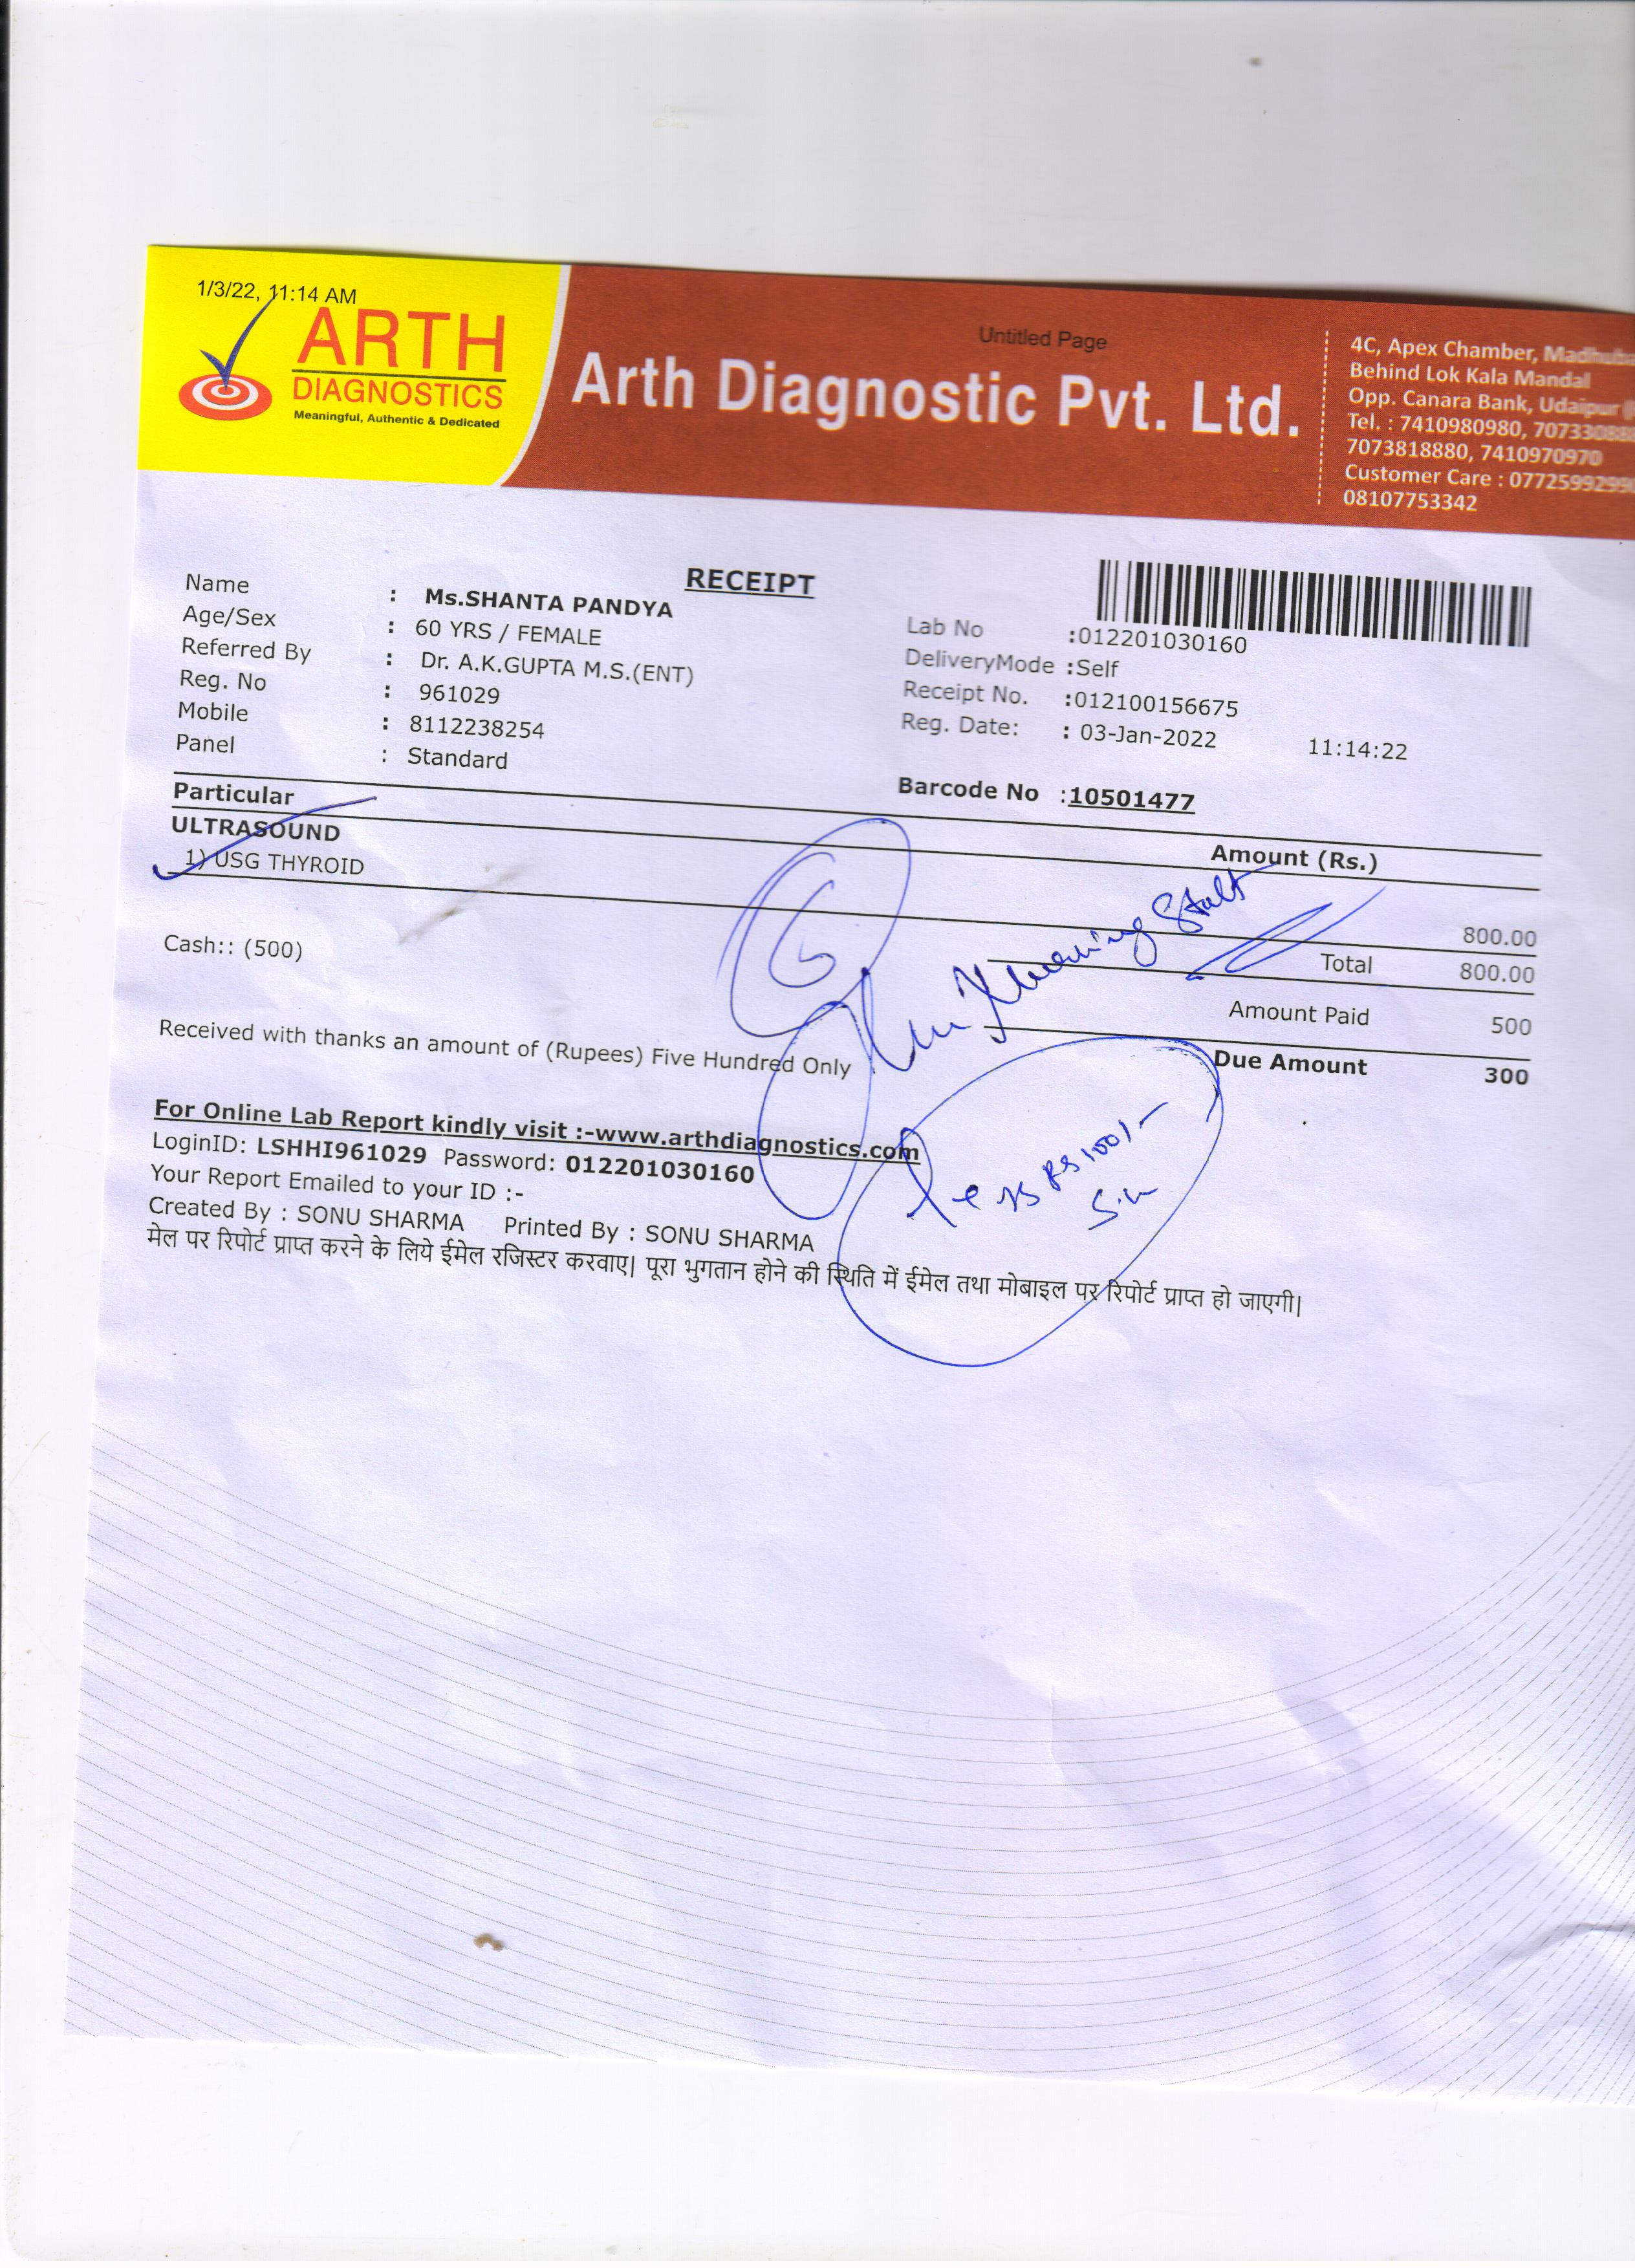 1/3/22, 11:14 AM
Untitled Page
ARTH
DIAGNOSTICS
Meaningful, Authentic & Dedicated
Arth Diagnostic Pvt. Ltd.
4C, Apex Chamber,
Behind Lok Kala Mandal
Opp. Canara Bank, Udaipur
Tel. : 7410980980,
7073818880, 7410970970
Customer Care :
08107753342
RECEIPT
Name : Ms.SHANTA PANDYA
Age/Sex : 60 YRS / FEMALE
Referred By : Dr. A.K.GUPTA M.S.(ENT)
Reg. No : 961029
Mobile : 8112238254
Panel : Standard
Lab No :012201030160
DeliveryMode :Self
Receipt No. :012100156675
Reg. Date: : 03-Jan-2022 11:14:22
Barcode No :10501477
Particular Amount (Rs.)
ULTRASOUND
1) USG THYROID 800.00
Total 800.00
Cash:: (500)
Amount Paid 500
Received with thanks an amount of (Rupees) Five Hundred Only
Due Amount 300
For Online Lab Report kindly visit :-www.arthdiagnostics.com
LoginID: LSHHI961029 Password: 012201030160
Your Report Emailed to your ID :-
Created By : SONU SHARMA Printed By : SONU SHARMA
मेल पर रिपोर्ट प्राप्त करने के लिये ईमेल रजिस्टर करवाए| पूरा भुगतान होने की स्थिति में ईमेल तथा मोबाइल पर रिपोर्ट प्राप्त हो जाएगी|